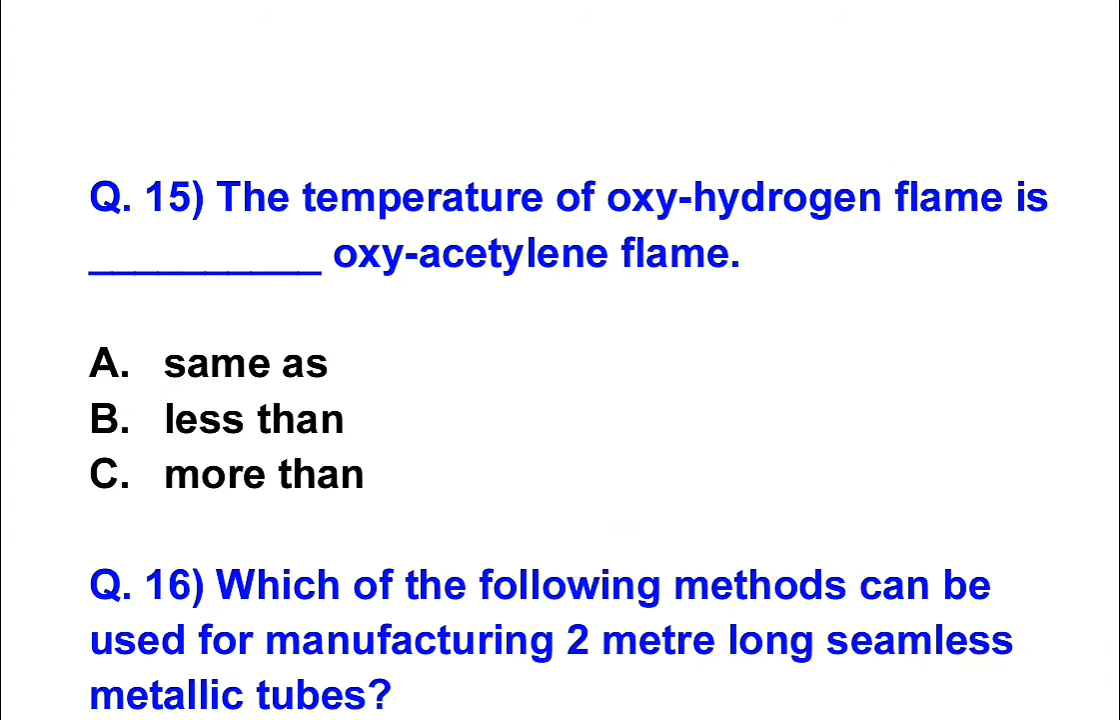 Q. 15) The temperature of oxy-hydrogen flame is
__________ oxy-acetylene flame.
A. same as
B. less than
C. more than
Q. 16) Which of the following methods can be
used for manufacturing 2 metre long seamless
metallic tubes?